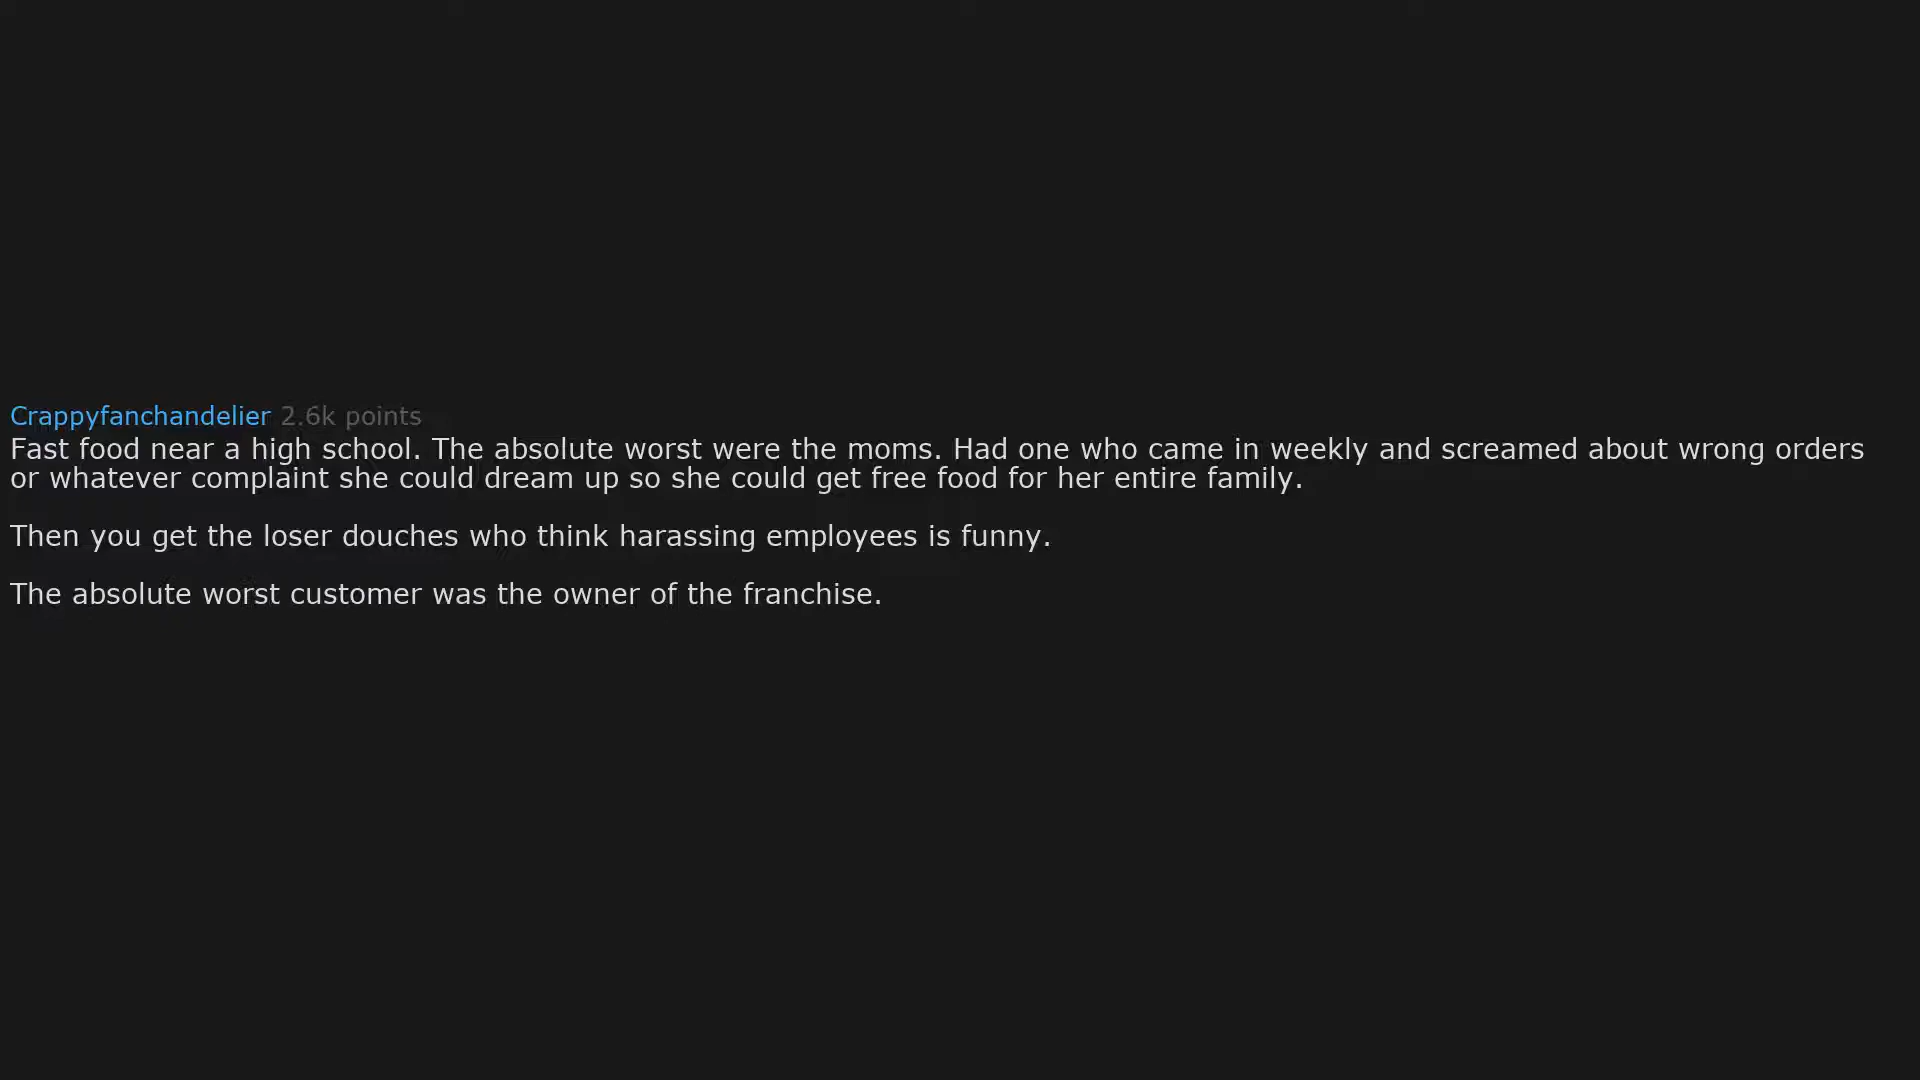 Crappyfanchandelier 2.6k points
Fast food near a high school. The absolute worst were the moms. Had one who came in weekly and screamed about wrong orders
or whatever complaint she could dream up so she could get free food for her entire family.
Then you get the loser douches who think harassing employees is funny.
The absolute worst customer was the owner of the franchise.